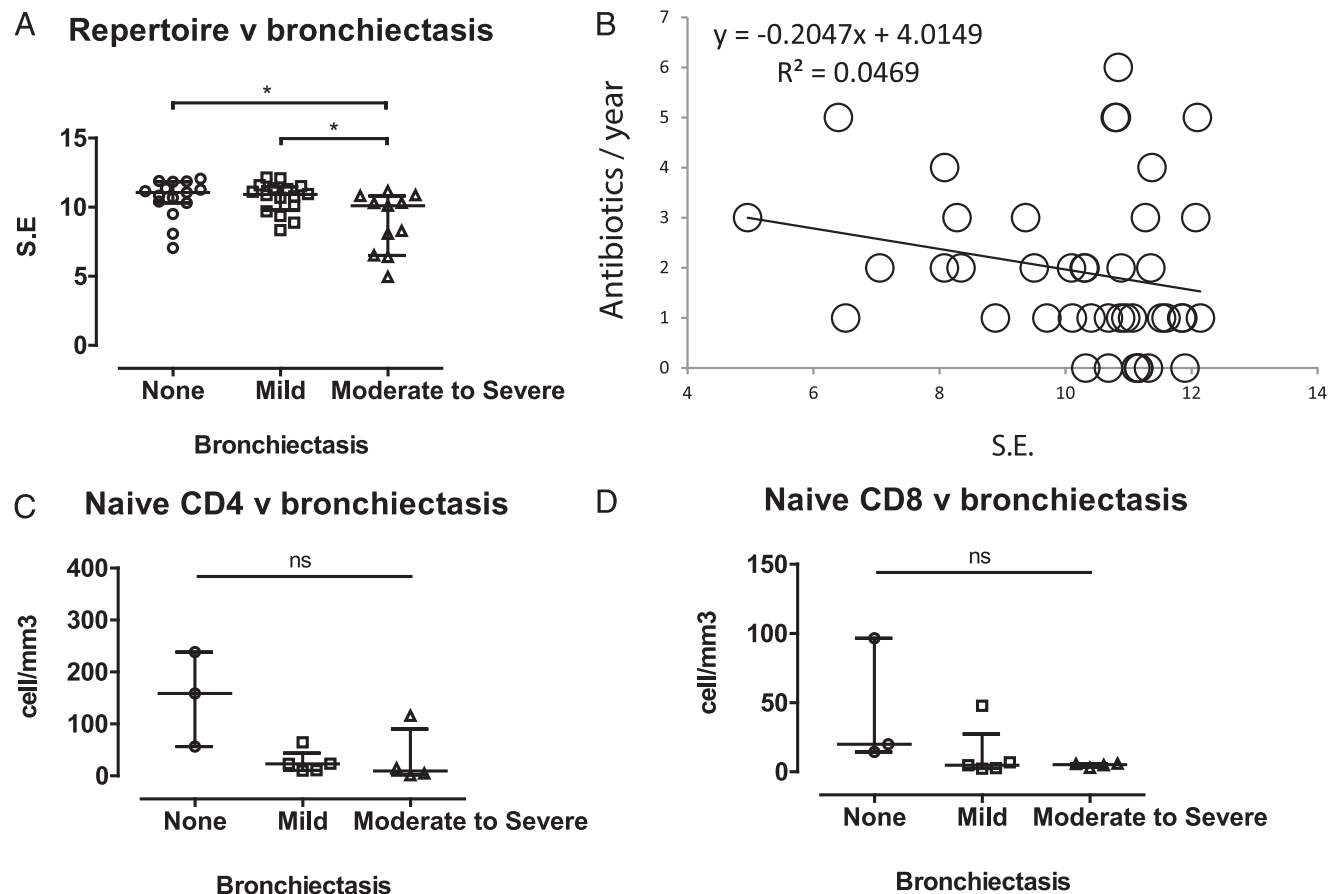 A
Repertoire v bronchiectasis
*
*
15
10
5
0
S.E
None
Mild
Moderate to Severe
Bronchiectasis
B
y = -0.2047x + 4.0149
R² = 0.0469
7
6
5
4
3
2
1
0
Antibiotics / year
4
6
8
10
12
14
S.E.
C
Naive CD4 v bronchiectasis
ns
400
300
200
100
0
cell/mm3
None
Mild
Moderate to Severe
Bronchiectasis
D
Naive CD8 v bronchiectasis
ns
150
100
50
0
cell/mm3
None
Mild
Moderate to Severe
Bronchiectasis